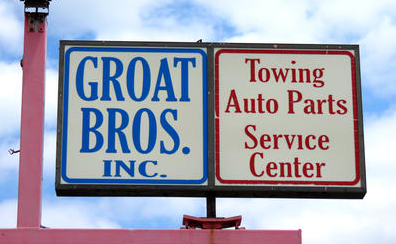 GROAT
BROS.
INC.
Towing
Auto Parts
Service
Center